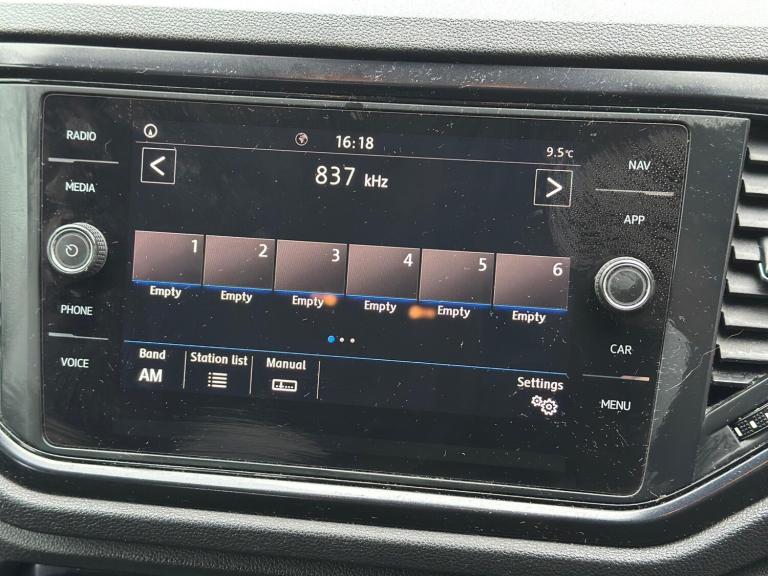 RADIO
MEDIA
PHONE
VOICE
16:18
9.5°C
837 kHz
< >
1 2 3 4 5 6
Empty Empty Empty Empty Empty Empty
Band Station list Manual Settings
AM
NAV
APP
CAR
MENU